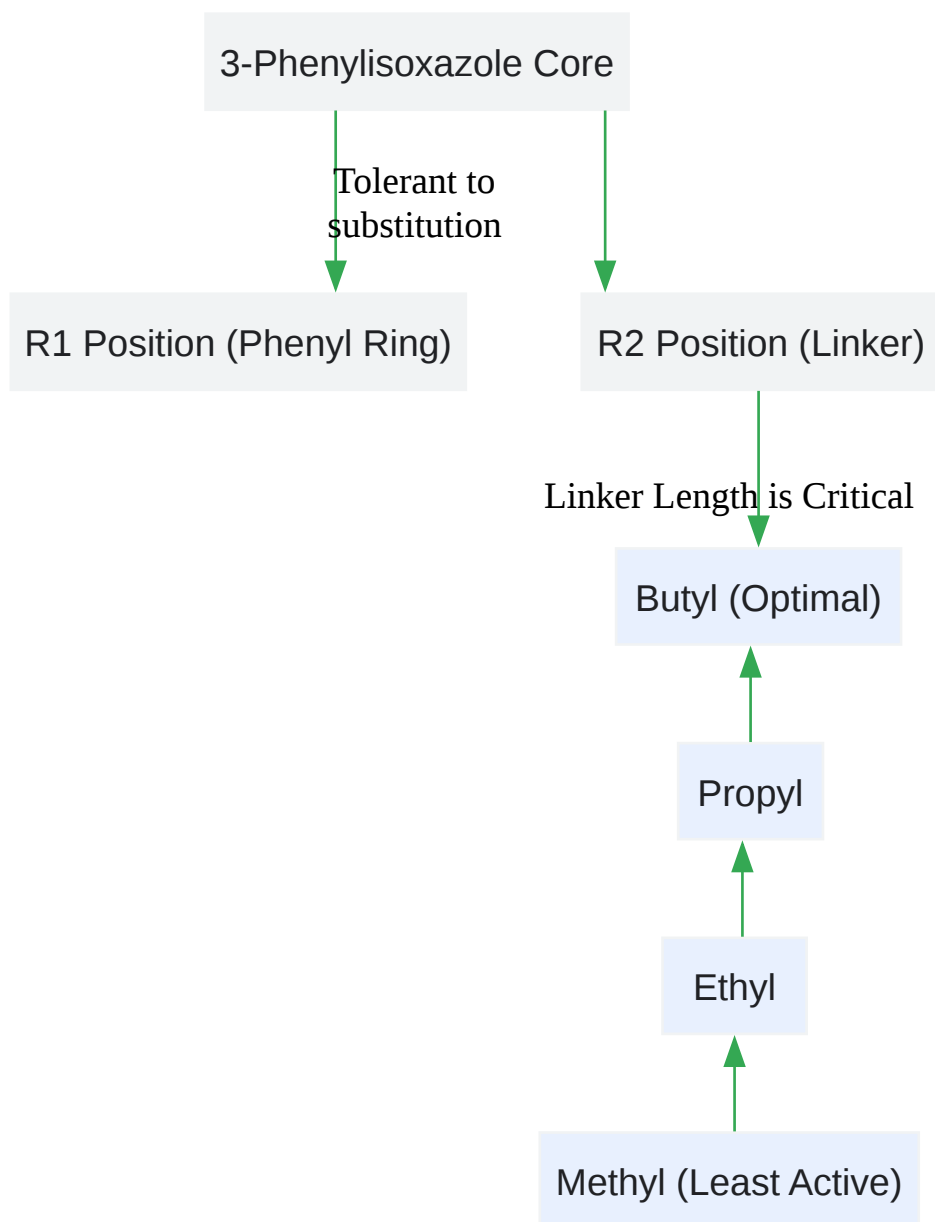 3-Phenylisoxazole Core
Tolerant to
substitution
R1 Position (Phenyl Ring)
R2 Position (Linker)
Linker Length is Critical
Butyl (Optimal)
Propyl
Ethyl
Methyl (Least Active)